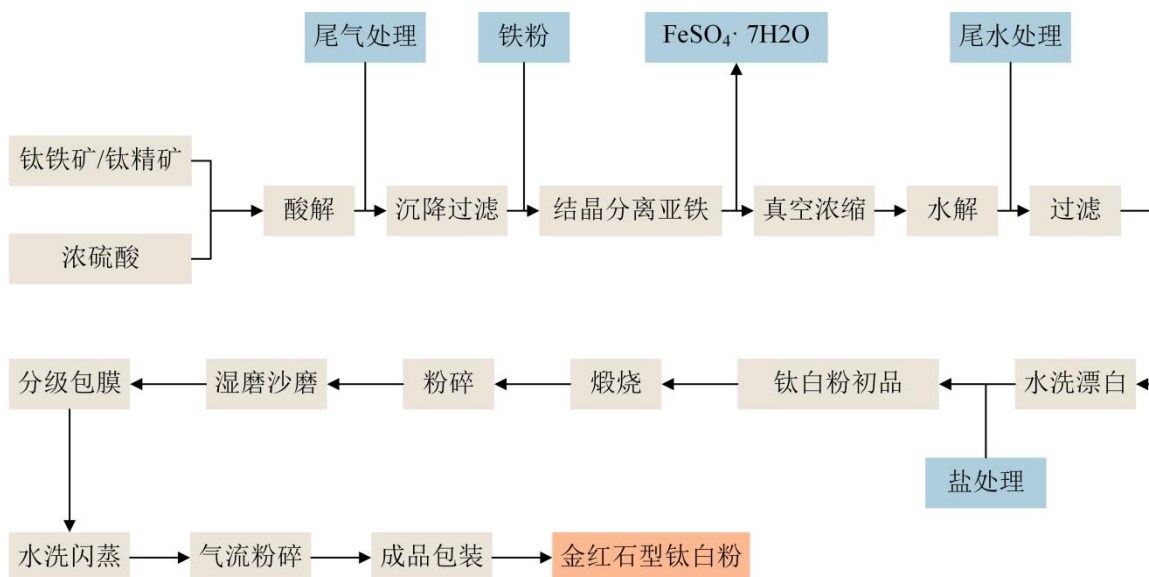 尾气处理
铁粉
FeSO₄· 7H2O
尾水处理
钛铁矿/钛精矿
浓硫酸
酸解
沉降过滤
结晶分离亚铁
真空浓缩
水解
过滤
分级包膜
湿磨沙磨
粉碎
煅烧
钛白粉初品
水洗漂白
盐处理
水洗闪蒸
气流粉碎
成品包装
金红石型钛白粉